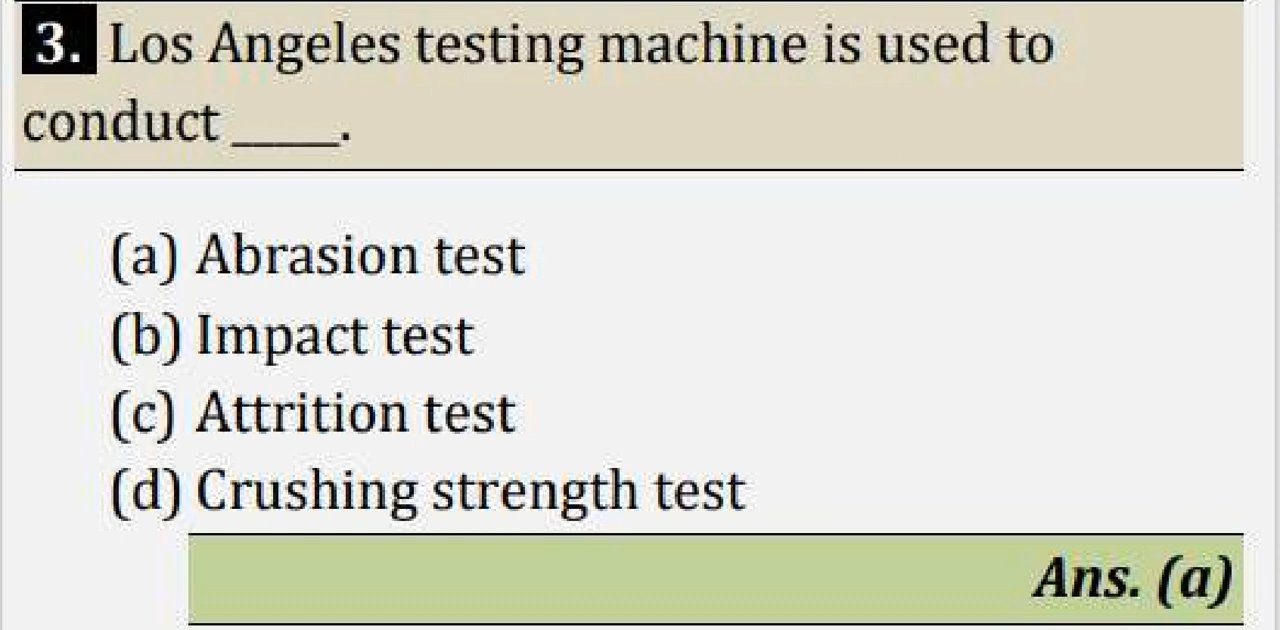 3. Los Angeles testing machine is used to
conduct _____.
(a) Abrasion test
(b) Impact test
(c) Attrition test
(d) Crushing strength test
Ans. (a)